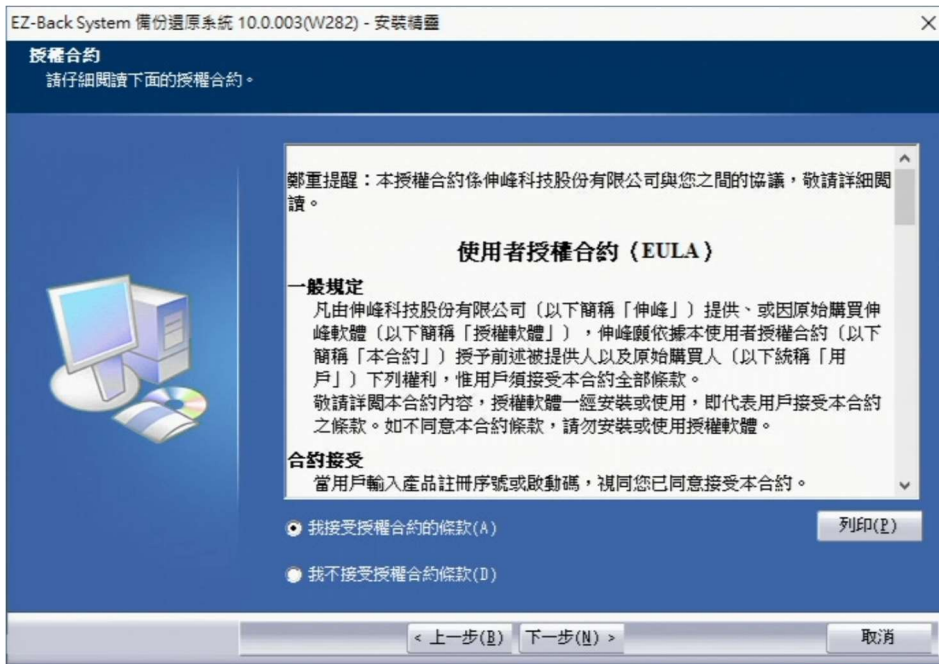 EZ-Back System 備份還原系統 10.0.003(W282) - 安裝精靈
授權合約
請仔細閱讀下面的授權合約。
鄭重提醒：本授權合約係伸峰科技股份有限公司與您之間的協議，敬請詳細閱
讀。
使用者授權合約（EULA）
一般規定
凡由伸峰科技股份有限公司（以下簡稱「伸峰」）提供、或因原始購買伸
峰軟體（以下簡稱「授權軟體」），伸峰願依據本使用者授權合約（以下
簡稱「本合約」）授予前述被提供人以及原始購買人（以下統稱「用
戶」）下列權利，惟用戶須接受本合約全部條款。
敬請詳閱本合約內容，授權軟體一經安裝或使用，即代表用戶接受本合約
之條款。如不同意本合約條款，請勿安裝或使用授權軟體。
合約接受
當用戶輸入產品註冊序號或啟動碼，視同您已同意接受本合約。
我接受授權合約的條款(A)
列印(P)
我不接受授權合約條款(D)
< 上一步(B)
下一步(N) >
取消